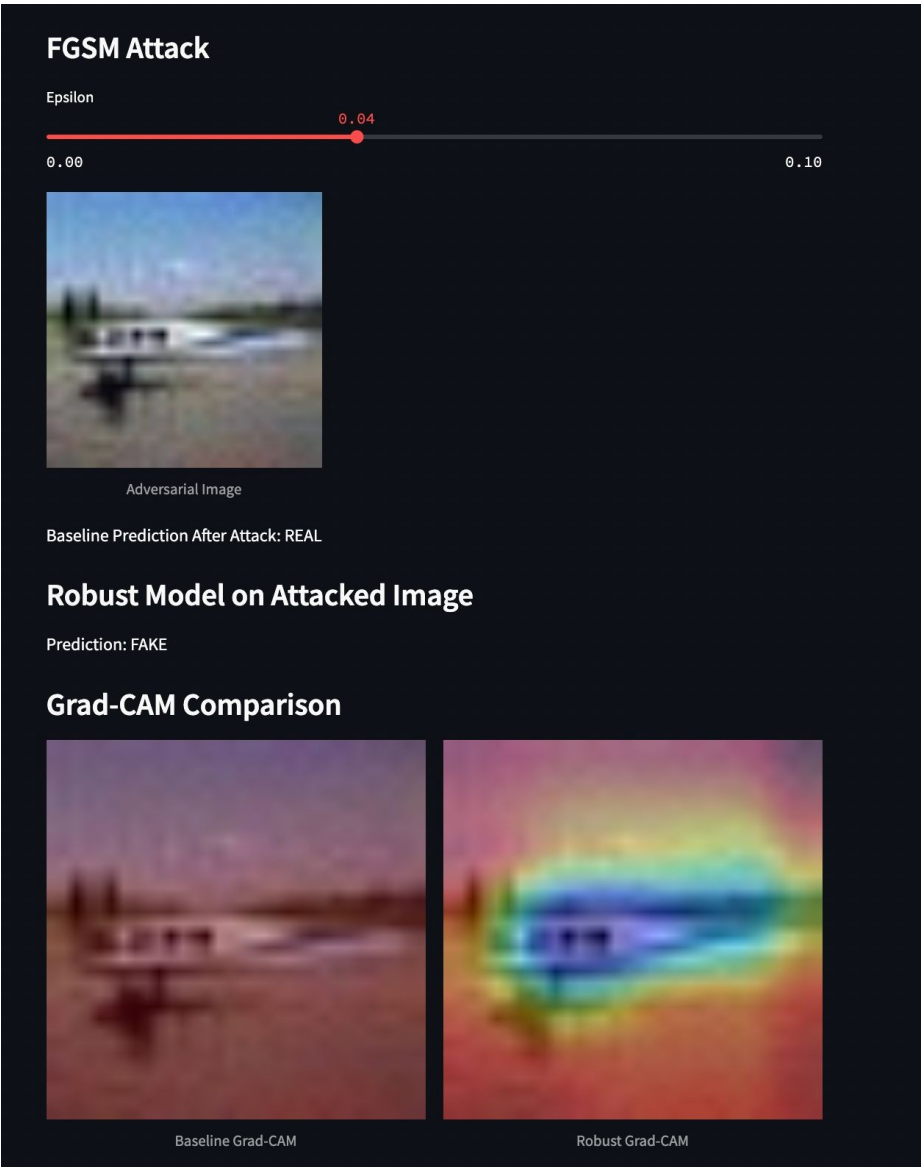 FGSM Attack
Epsilon
0.04
0.00 0.10
Adversarial Image
Baseline Prediction After Attack: REAL
Robust Model on Attacked Image
Prediction: FAKE
Grad-CAM Comparison
Baseline Grad-CAM Robust Grad-CAM